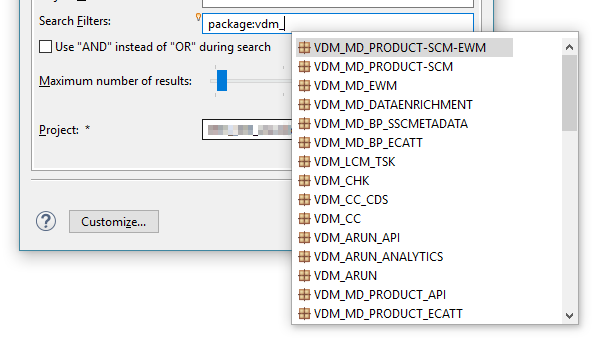 Search Filters:
package:vdm_
Use "AND" instead of "OR" during search
Maximum number of results:
Project: *
Customize...
VDM_MD_PRODUCT-SCM-EWM
VDM_MD_PRODUCT-SCM
VDM_MD_EWM
VDM_MD_DATAENRICHMENT
VDM_MD_BP_SSCMETADATA
VDM_MD_BP_ECATT
VDM_LCM_TSK
VDM_CHK
VDM_CC_CDS
VDM_CC
VDM_ARUN_API
VDM_ARUN_ANALYTICS
VDM_ARUN
VDM_MD_PRODUCT_API
VDM_MD_PRODUCT_ECATT